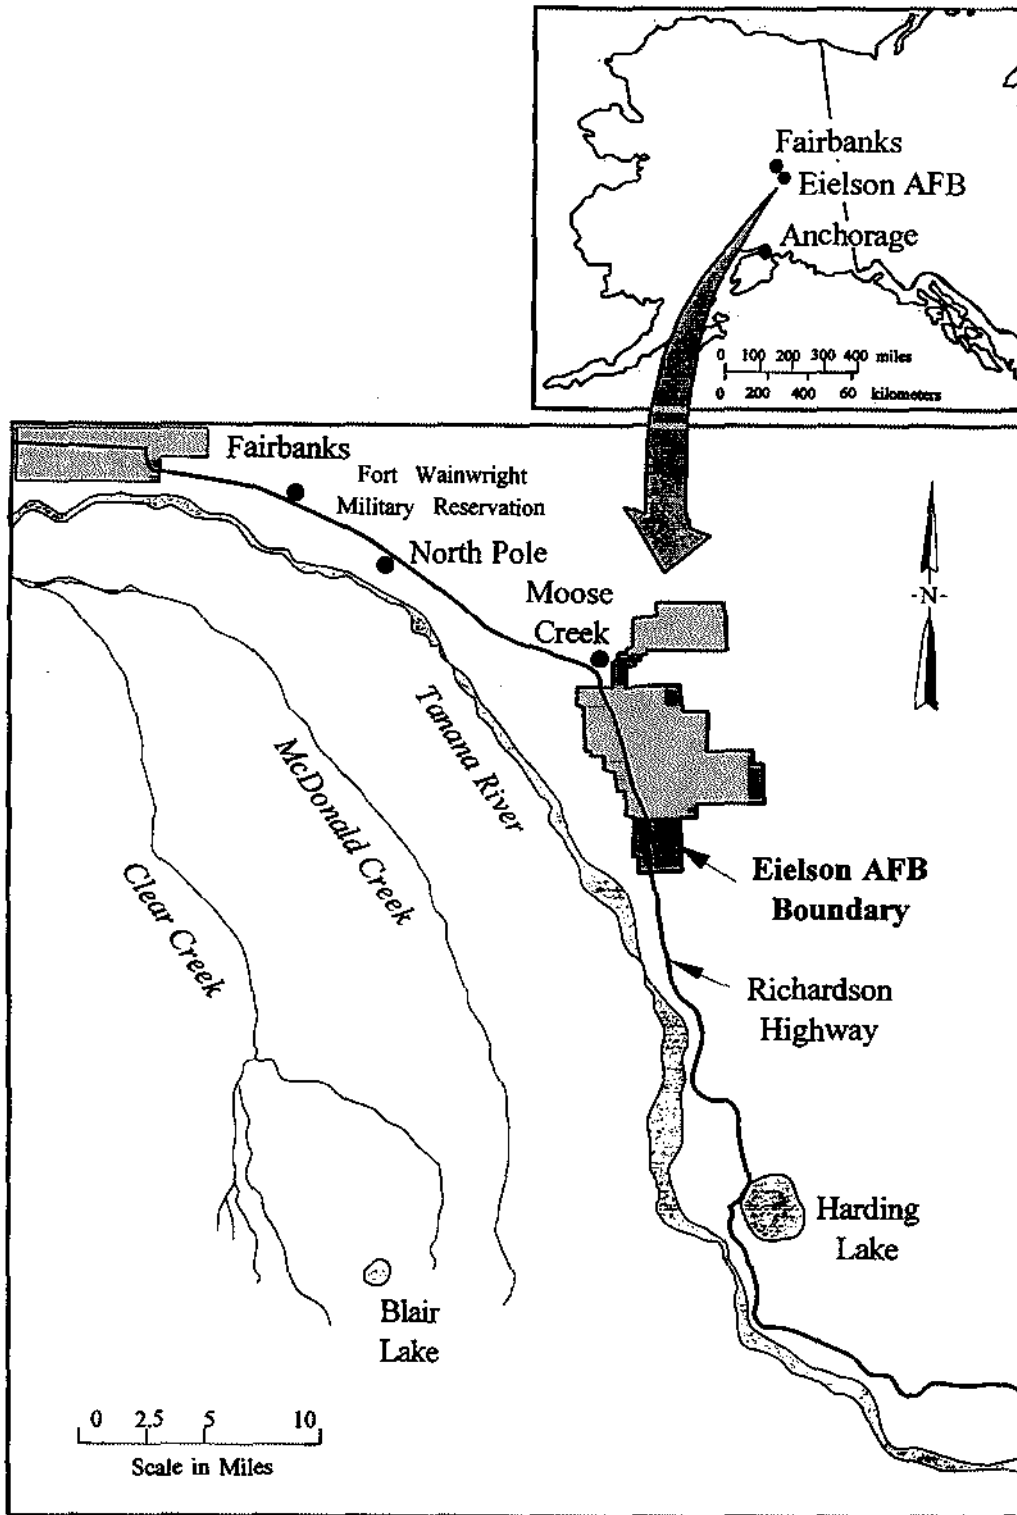 Fairbanks
Eielson AFB
Anchorage
0 100 200 300 400 miles
0 200 400 60 kilometers
Fairbanks
Fort Wainwright
Military Reservation
North Pole
Moose
Creek
-N-
Tanana River
McDonald Creek
Clear Creek
Eielson AFB
Boundary
Richardson
Highway
Harding
Lake
Blair
Lake
0 2.5 5 10
Scale in Miles